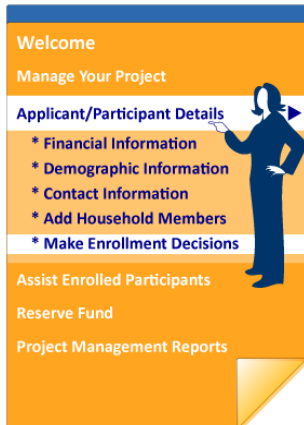 Welcome
Manage Your Project
Applicant/Participant Details
* Financial Information
* Demographic Information
* Contact Information
* Add Household Members
* Make Enrollment Decisions
Assist Enrolled Participants
Reserve Fund
Project Management Reports